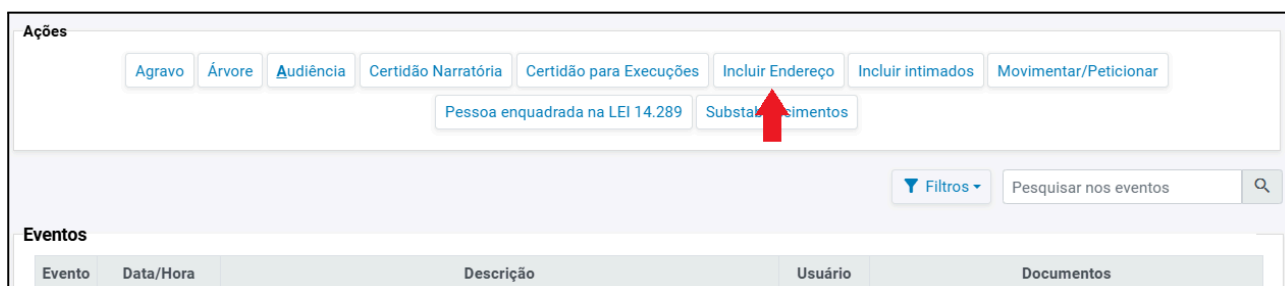 Ações
Agravo Árvore Audiência Certidão Narratória Certidão para Execuções Incluir Endereço Incluir intimados Movimentar/Peticionar
Pessoa enquadrada na LEI 14.289
Filtros Pesquisar nos eventos
Eventos
Evento Data/Hora Descrição Usuário Documentos